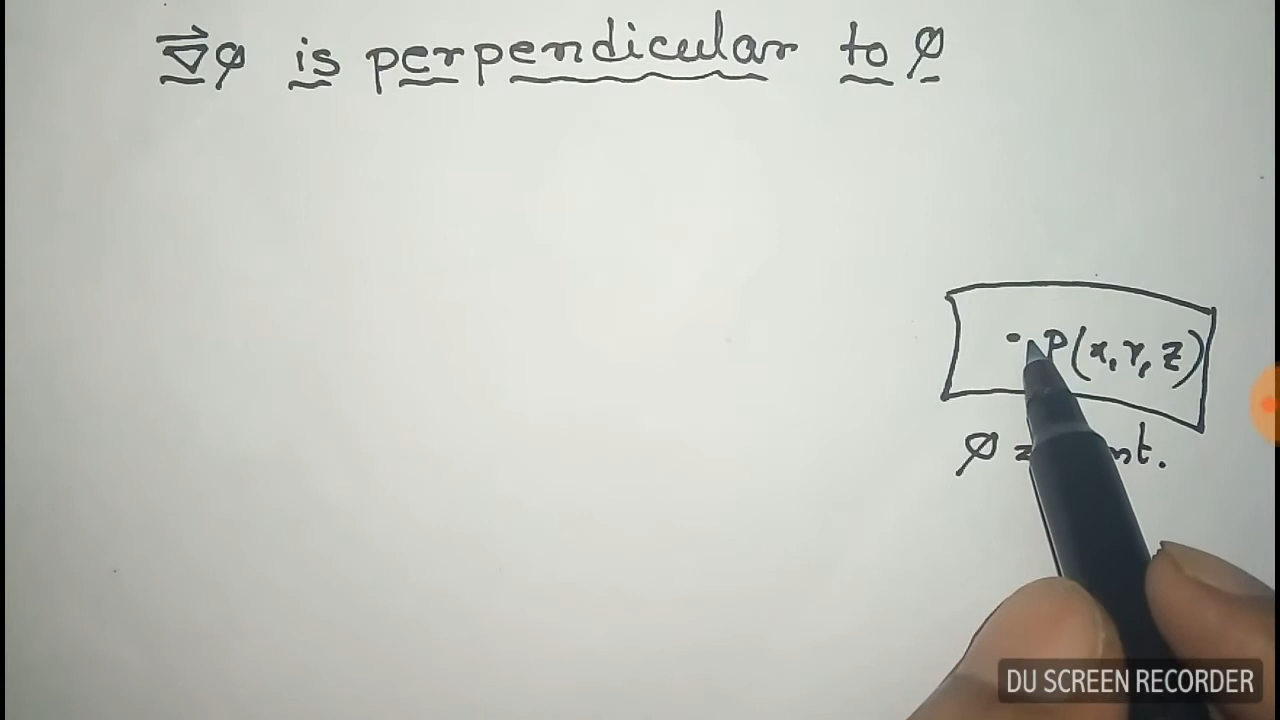 ∇⃗φ is perpendicular to φ
P(x, y, z)
φ =
DU SCREEN RECORDER